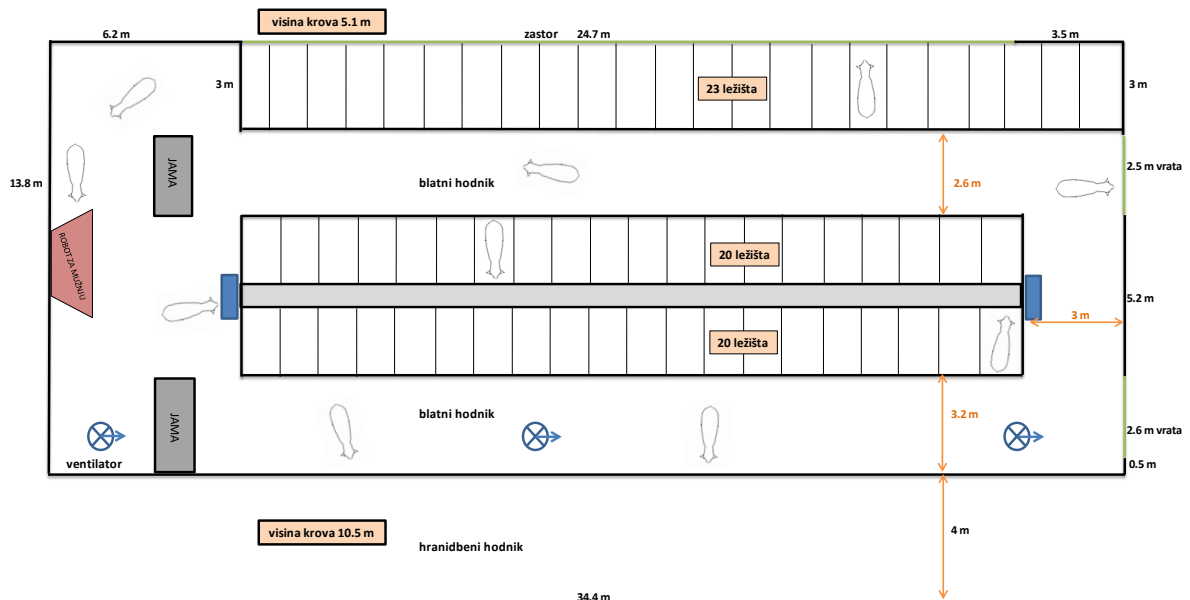 visina krova 5.1 m
6.2 m
zastor
24.7 m
3.5 m
3 m
23 ležišta
3 m
JAMA
2.5 m vrata
13.8 m
blatni hodnik
2.6 m
ROBOT ZA MUŽNJU
20 ležišta
5.2 m
3 m
20 ležišta
JAMA
blatni hodnik
3.2 m
2.6 m vrata
ventilator
0.5 m
visina krova 10.5 m
4 m
hranidbeni hodnik
34.4 m